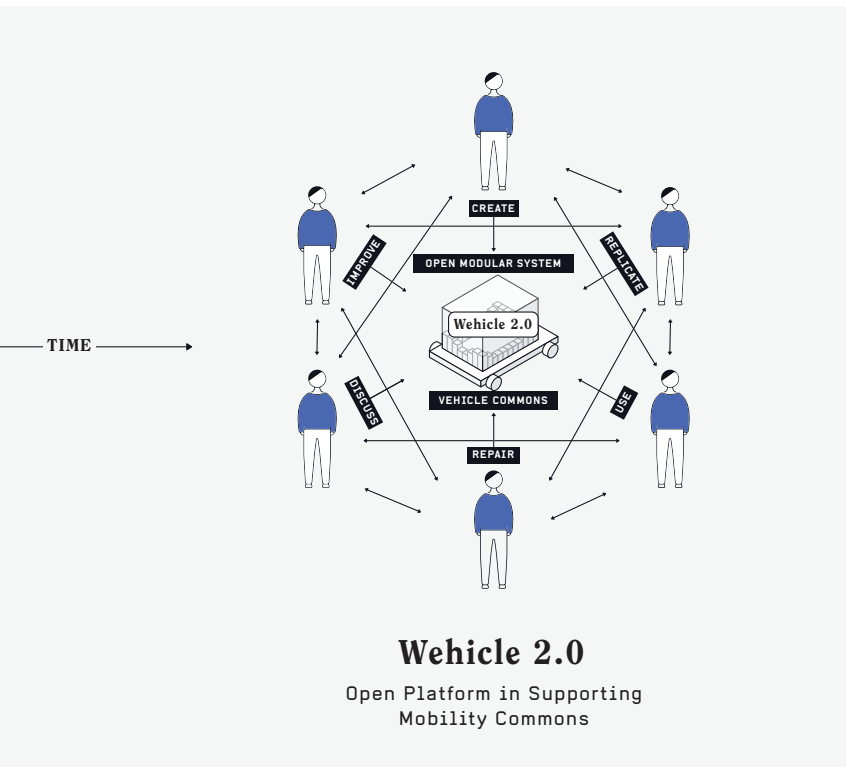 CREATE
IMPROVE
REPLICATE
OPEN MODULAR SYSTEM
Wehicle 2.0
TIME
DISCUSS
USE
VEHICLE COMMONS
REPAIR
Wehicle 2.0
Open Platform in Supporting
Mobility Commons